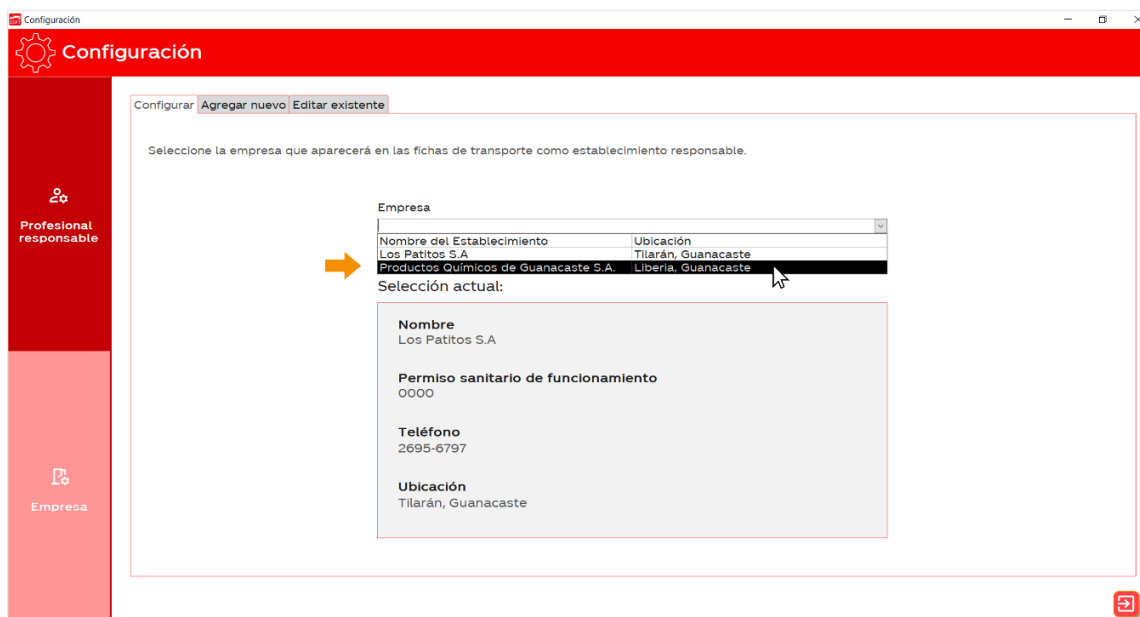 Configuración
Configuración
Configurar Agregar nuevo Editar existente
Seleccione la empresa que aparecerá en las fichas de transporte como establecimiento responsable.
Profesional
responsable
Empresa
Nombre del Establecimiento Ubicación
Los Patitos S.A Tilarán, Guanacaste
Productos Químicos de Guanacaste S.A. Liberia, Guanacaste
Selección actual:
Nombre
Los Patitos S.A
Permiso sanitario de funcionamiento
0000
Teléfono
2695-6797
Ubicación
Tilarán, Guanacaste
Empresa